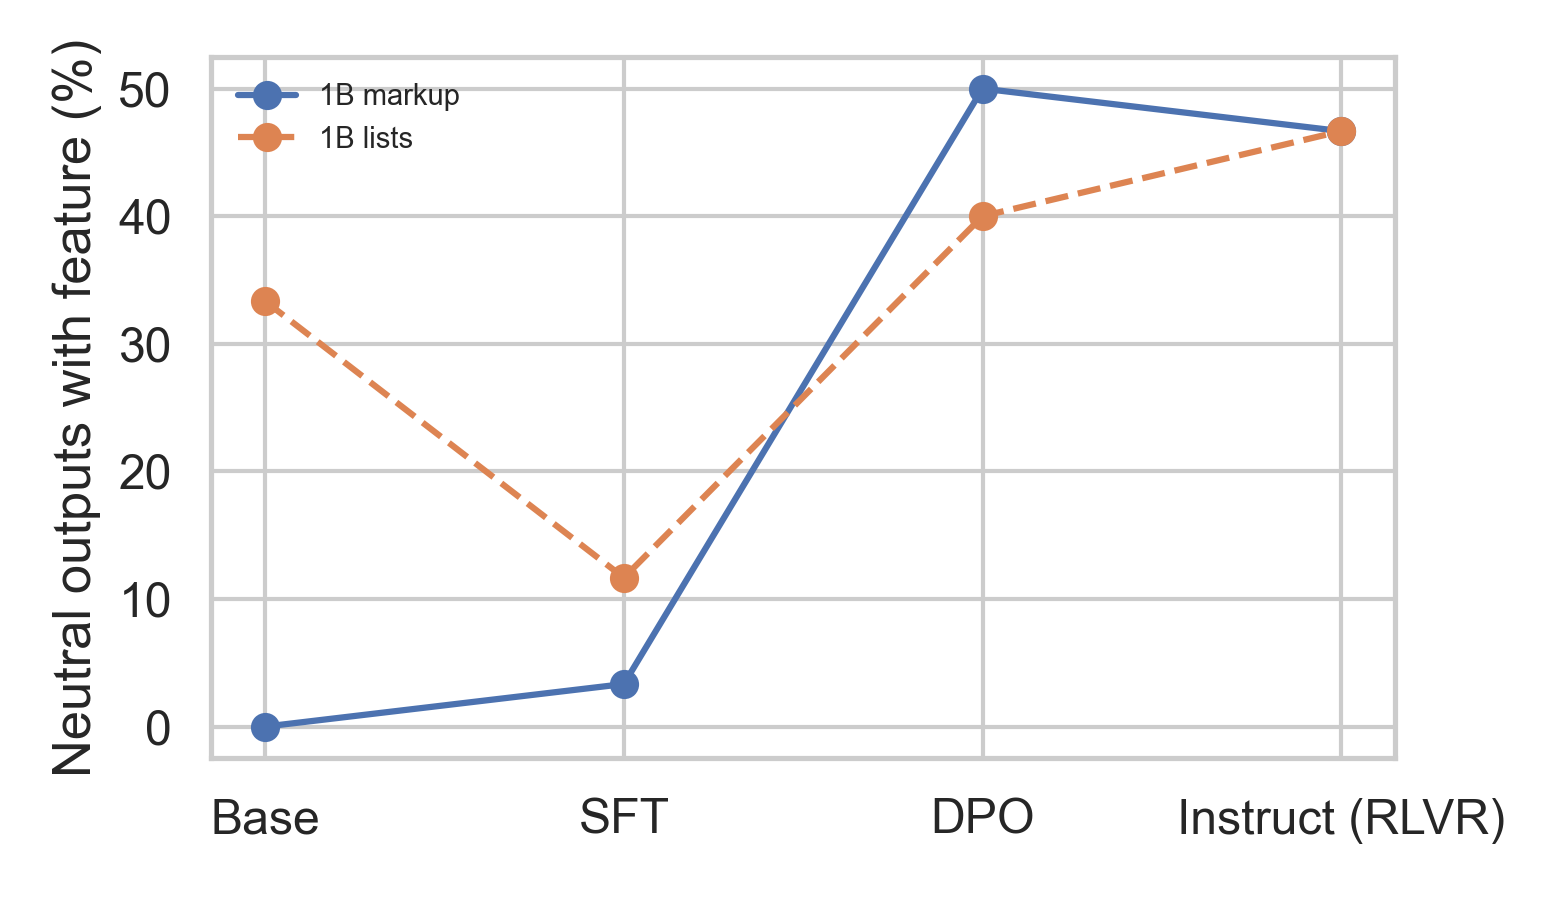 Neutral outputs with feature (%)
50
40
30
20
10
0
1B markup
1B lists
Base
SFT
DPO
Instruct (RLVR)